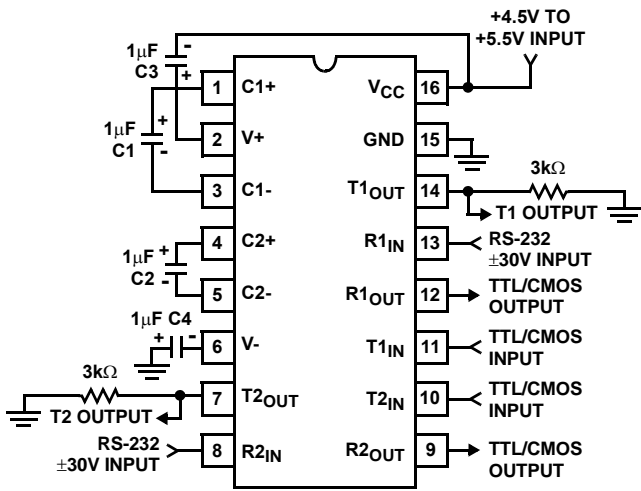 +4.5V TO
+5.5V INPUT
1μF
C3
-
+
1
C1+
VCC
16
+
1μF
C1
-
2
V+
GND
15
3
C1-
T1OUT
14
3kΩ
T1 OUTPUT
4
C2+
R1IN
13
RS-232
±30V INPUT
+
1μF
C2
-
5
C2-
R1OUT
12
TTL/CMOS
OUTPUT
1μF C4
+
-
6
V-
T1IN
11
TTL/CMOS
INPUT
3kΩ
T2 OUTPUT
7
T2OUT
T2IN
10
TTL/CMOS
INPUT
RS-232
±30V INPUT
8
R2IN
R2OUT
9
TTL/CMOS
OUTPUT